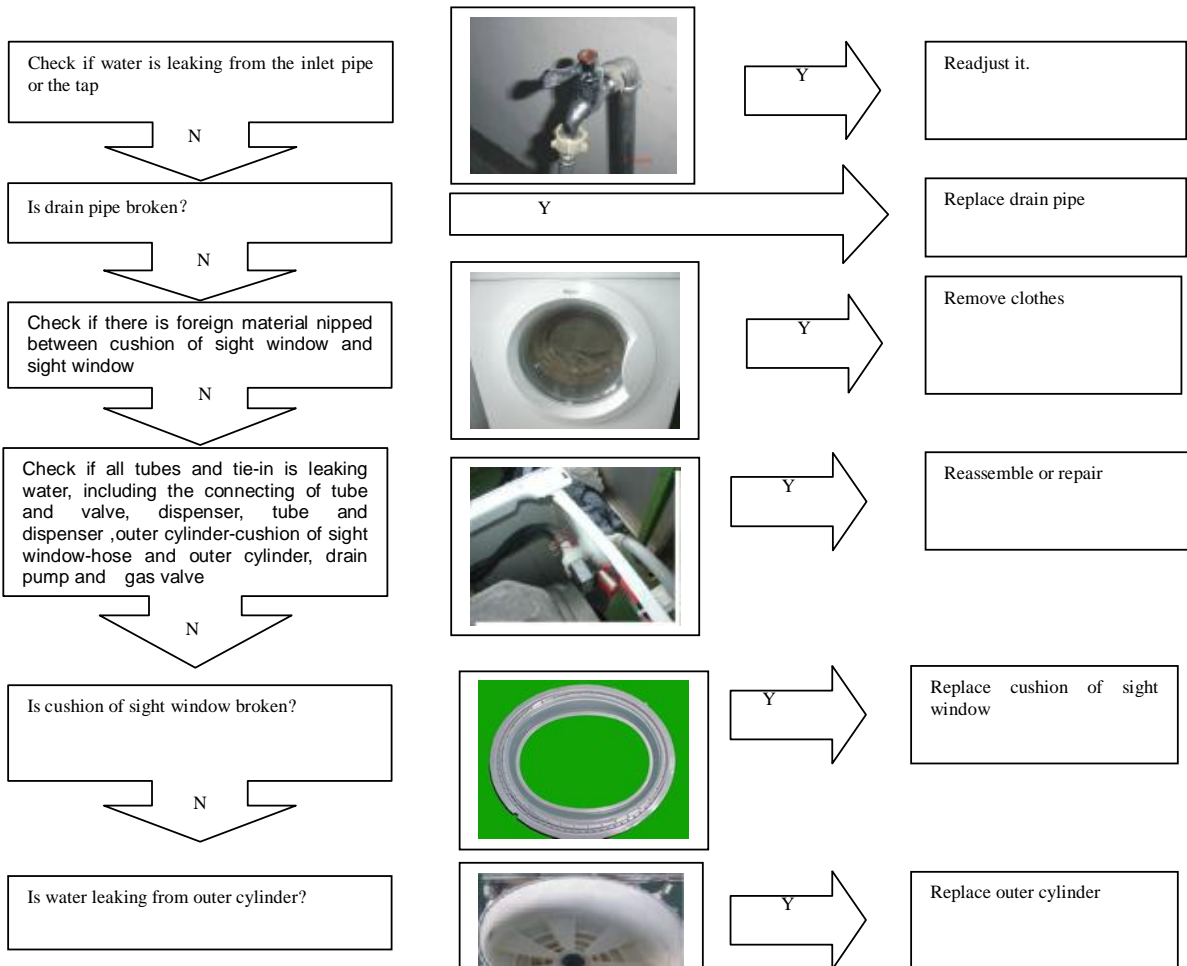 Check if water is leaking from the inlet pipe
or the tap
Y
Readjust it.
N
Is drain pipe broken?
Y
Replace drain pipe
N
Check if there is foreign material nipped
between cushion of sight window and
sight window
Y
Remove clothes
N
Check if all tubes and tie-in is leaking
water, including the connecting of tube
and valve, dispenser, tube and
dispenser ,outer cylinder-cushion of sight
window-hose and outer cylinder, drain
pump and gas valve
Y
Reassemble or repair
N
Is cushion of sight window broken?
Y
Replace cushion of sight
window
N
Is water leaking from outer cylinder?
Y
Replace outer cylinder